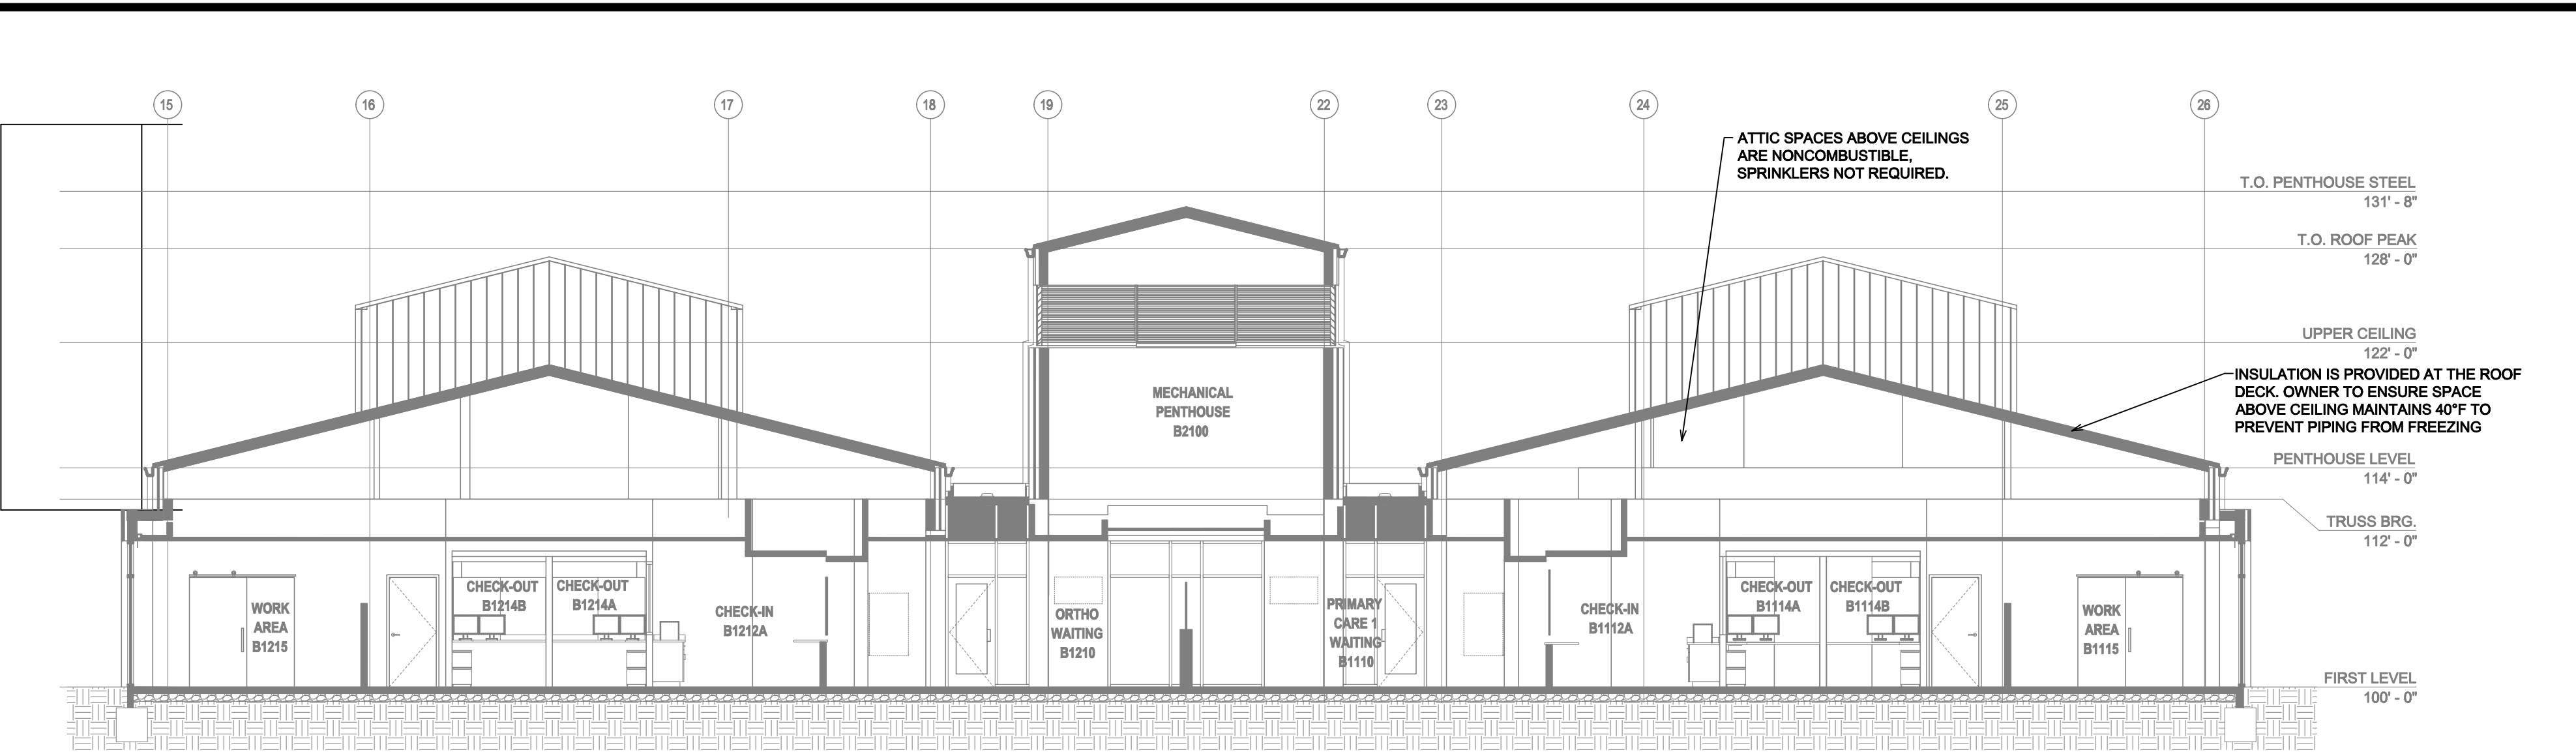 15
16
17
18
19
22
23
24
25
26
ATTIC SPACES ABOVE CEILINGS
ARE NONCOMBUSTIBLE,
SPRINKLERS NOT REQUIRED.
T.O. PENTHOUSE STEEL
131' - 8"
T.O. ROOF PEAK
128' - 0"
UPPER CEILING
122' - 0"
INSULATION IS PROVIDED AT THE ROOF
DECK. OWNER TO ENSURE SPACE
ABOVE CEILING MAINTAINS 40°F TO
PREVENT PIPING FROM FREEZING
MECHANICAL
PENTHOUSE
B2100
PENTHOUSE LEVEL
114' - 0"
TRUSS BRG.
112' - 0"
WORK
AREA
B1215
CHECK-OUT
B1214B
CHECK-OUT
B1214A
CHECK-IN
B1212A
ORTHO
WAITING
B1210
PRIMARY
CARE 1
WAITING
B1110
CHECK-IN
B1112A
CHECK-OUT
B1114A
CHECK-OUT
B1114B
WORK
AREA
B1115
FIRST LEVEL
100' - 0"